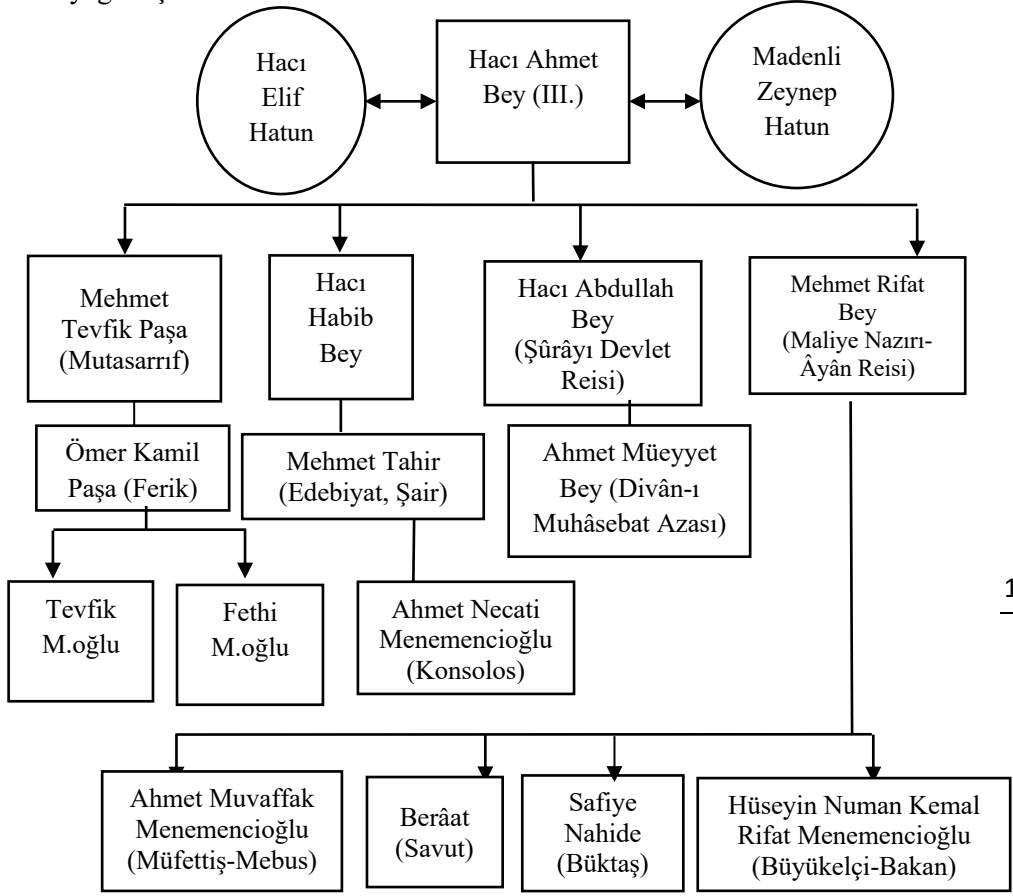 Hacı
Elif
Hatun
Hacı Ahmet
Bey (III.)
Madenli
Zeynep
Hatun
Mehmet
Tevfik Paşa
(Mutasarrıf)
Hacı
Habib
Bey
Hacı Abdullah
Bey
(Şûrâyı Devlet
Reisi)
Mehmet Rifat
Bey
(Maliye Nazırı-
Âyân Reisi)
Ömer Kamil
Paşa (Ferik)
Mehmet Tahir
(Edebiyat, Şair)
Ahmet Müeyyet
Bey (Divân-ı
Muhâsebat Azası)
Tevfik
M.oğlu
Fethi
M.oğlu
Ahmet Necati
Menemencioğlu
(Konsolos)
1
Ahmet Muvaffak
Menemencioğlu
(Müfettiş-Mebus)
Berâat
(Savut)
Safiye
Nahide
(Büktaş)
Hüseyin Numan Kemal
Rifat Menemencioğlu
(Büyükelçi-Bakan)